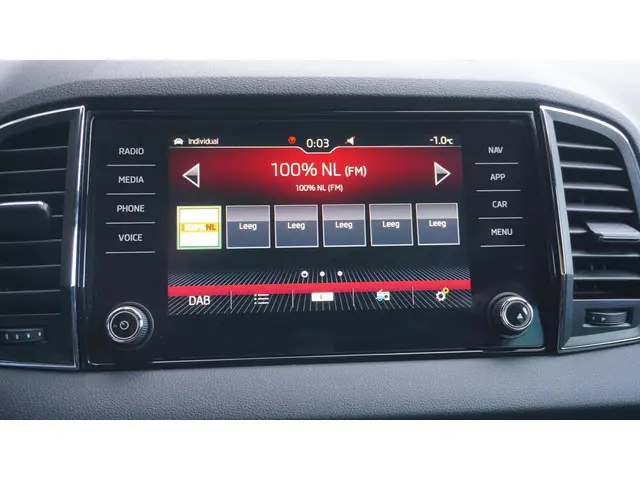 RADIO
MEDIA
PHONE
VOICE
Individual
0:03
-1.0°C
100% NL (FM)
100% NL (FM)
100% NL
Leeg
Leeg
Leeg
Leeg
Leeg
DAB
NAV
APP
CAR
MENU